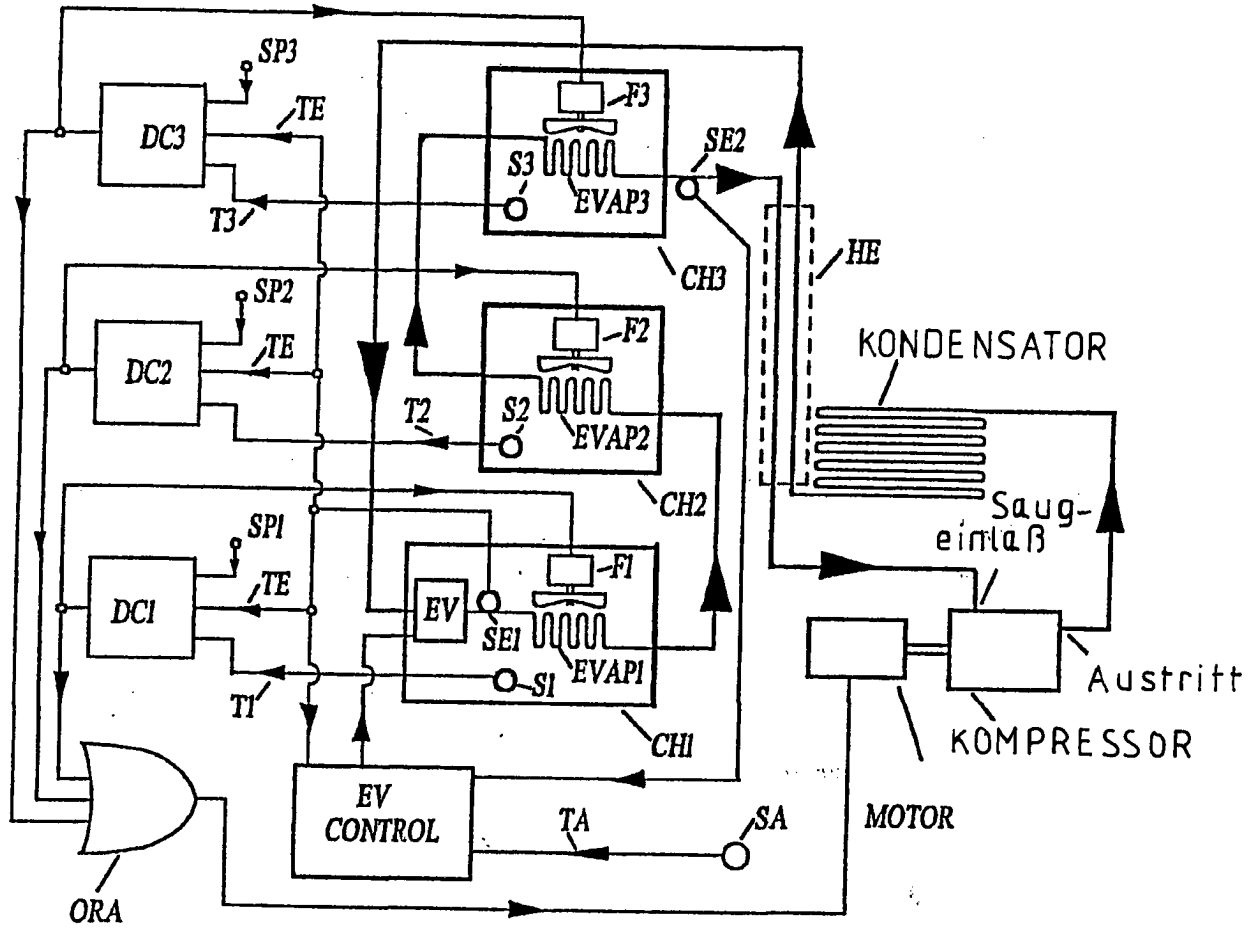 SP3
F3
TE
DC3
SE2
S3
EVAP3
T3
HE
CH3
SP2
F2
KONDENSATOR
TE
DC2
T2
S2
EVAP2
CH2
Saug-
einlaß
SP1
F1
TE
EV
DC1
SE1
EVAP1
S1
T1
Austritt
CH1
KOMPRESSOR
EV
CONTROL
TA
SA
MOTOR
ORA